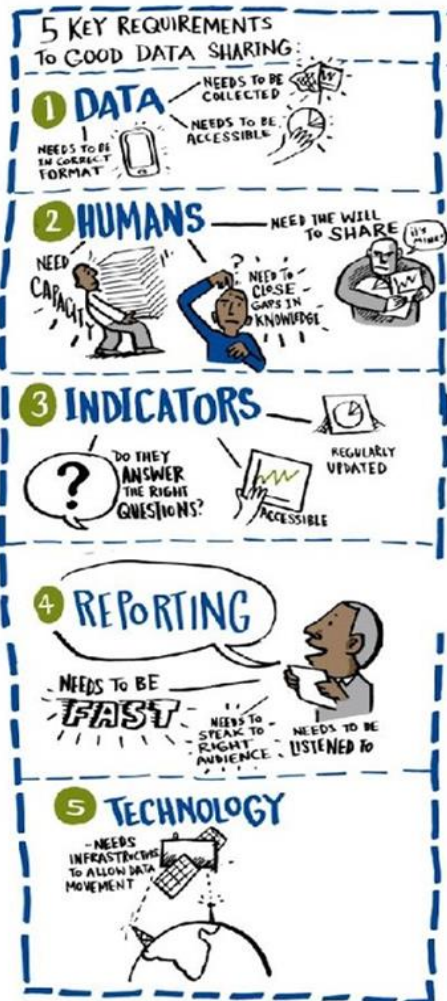 5 KEY REQUIREMENTS
TO GOOD DATA SHARING:
1 DATA
NEEDS TO BE
COLLECTED
NEEDS TO BE
ACCESSIBLE
NEEDS TO BE
IN CORRECT
FORMAT
2 HUMANS
NEED THE WILL
TO SHARE
it's
MINE!
NEED
CAPACITY
?
NEED TO
CLOSE
GAPS IN
KNOWLEDGE
3 INDICATORS
REGULARLY
UPDATED
?
DO THEY
ANSWER
THE RIGHT
QUESTIONS?
ACCESSIBLE
4 REPORTING
NEEDS TO BE
FAST
NEEDS TO
SPEAK TO
RIGHT
AUDIENCE
NEEDS TO BE
LISTENED TO
5 TECHNOLOGY
-NEEDS
INFRASTRUCTURE
TO ALLOW DATA
MOVEMENT